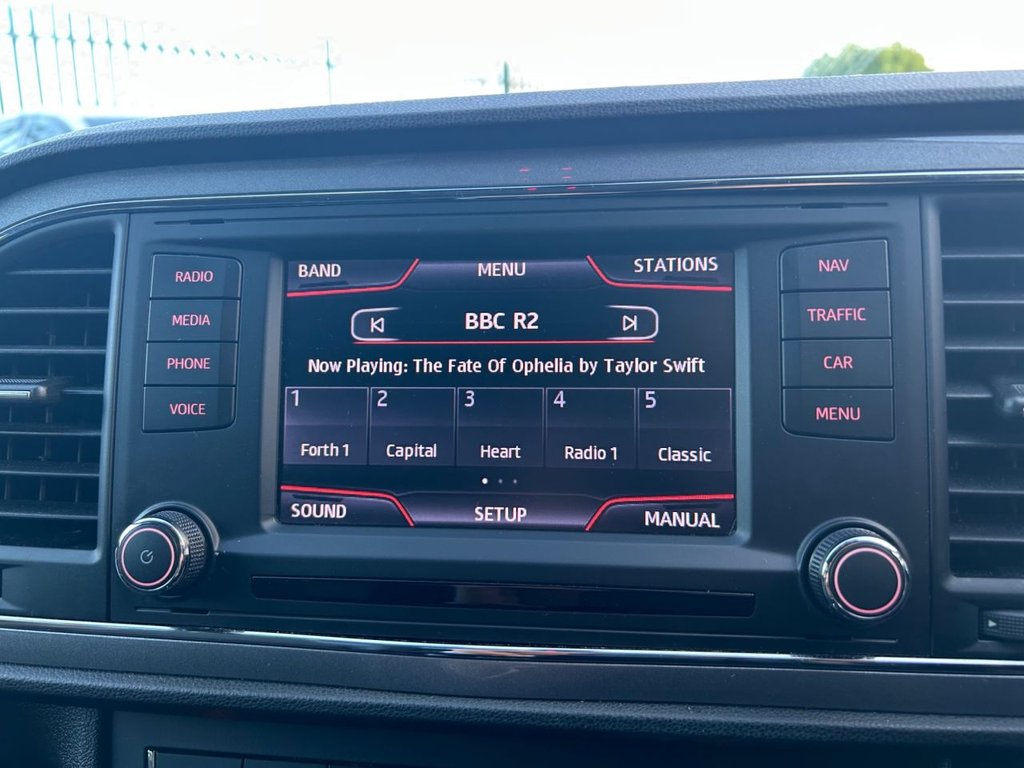 RADIO
MEDIA
PHONE
VOICE
BAND MENU STATIONS
BBC R2
Now Playing: The Fate Of Ophelia by Taylor Swift
1 2 3 4 5
Forth 1 Capital Heart Radio 1 Classic
SOUND SETUP MANUAL
NAV
TRAFFIC
CAR
MENU